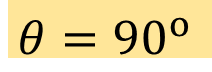 θ = 90º